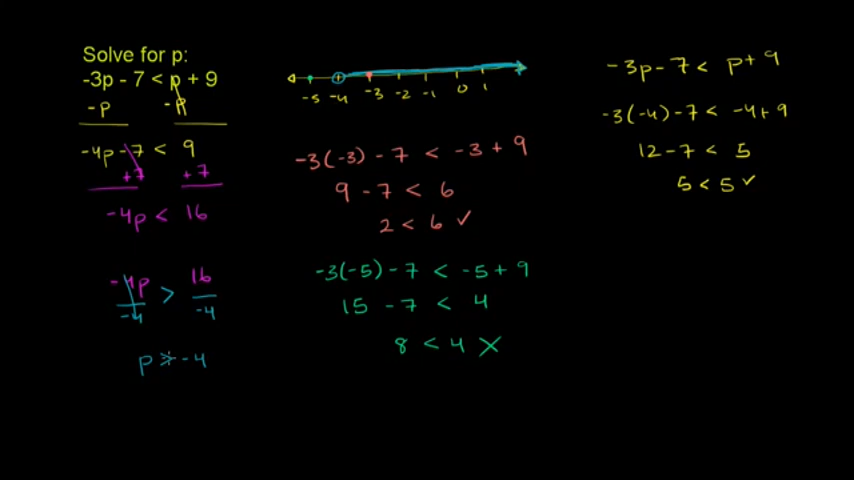 Solve for p:
-3p - 7 < p + 9
-p -p
-4p - 7 < 9
+7 +7
-4p < 16
-4p > 16
-4 -4
p > -4
-5 -4 -3 -2 -1 0 1
-3(-3) - 7 < -3 + 9
9 - 7 < 6
2 < 6 ✓
-3(-5) - 7 < -5 + 9
15 - 7 < 4
8 < 4 ✗
-3p - 7 < p + 9
-3(-4) - 7 < -4 + 9
12 - 7 < 5
5 < 5 ✓